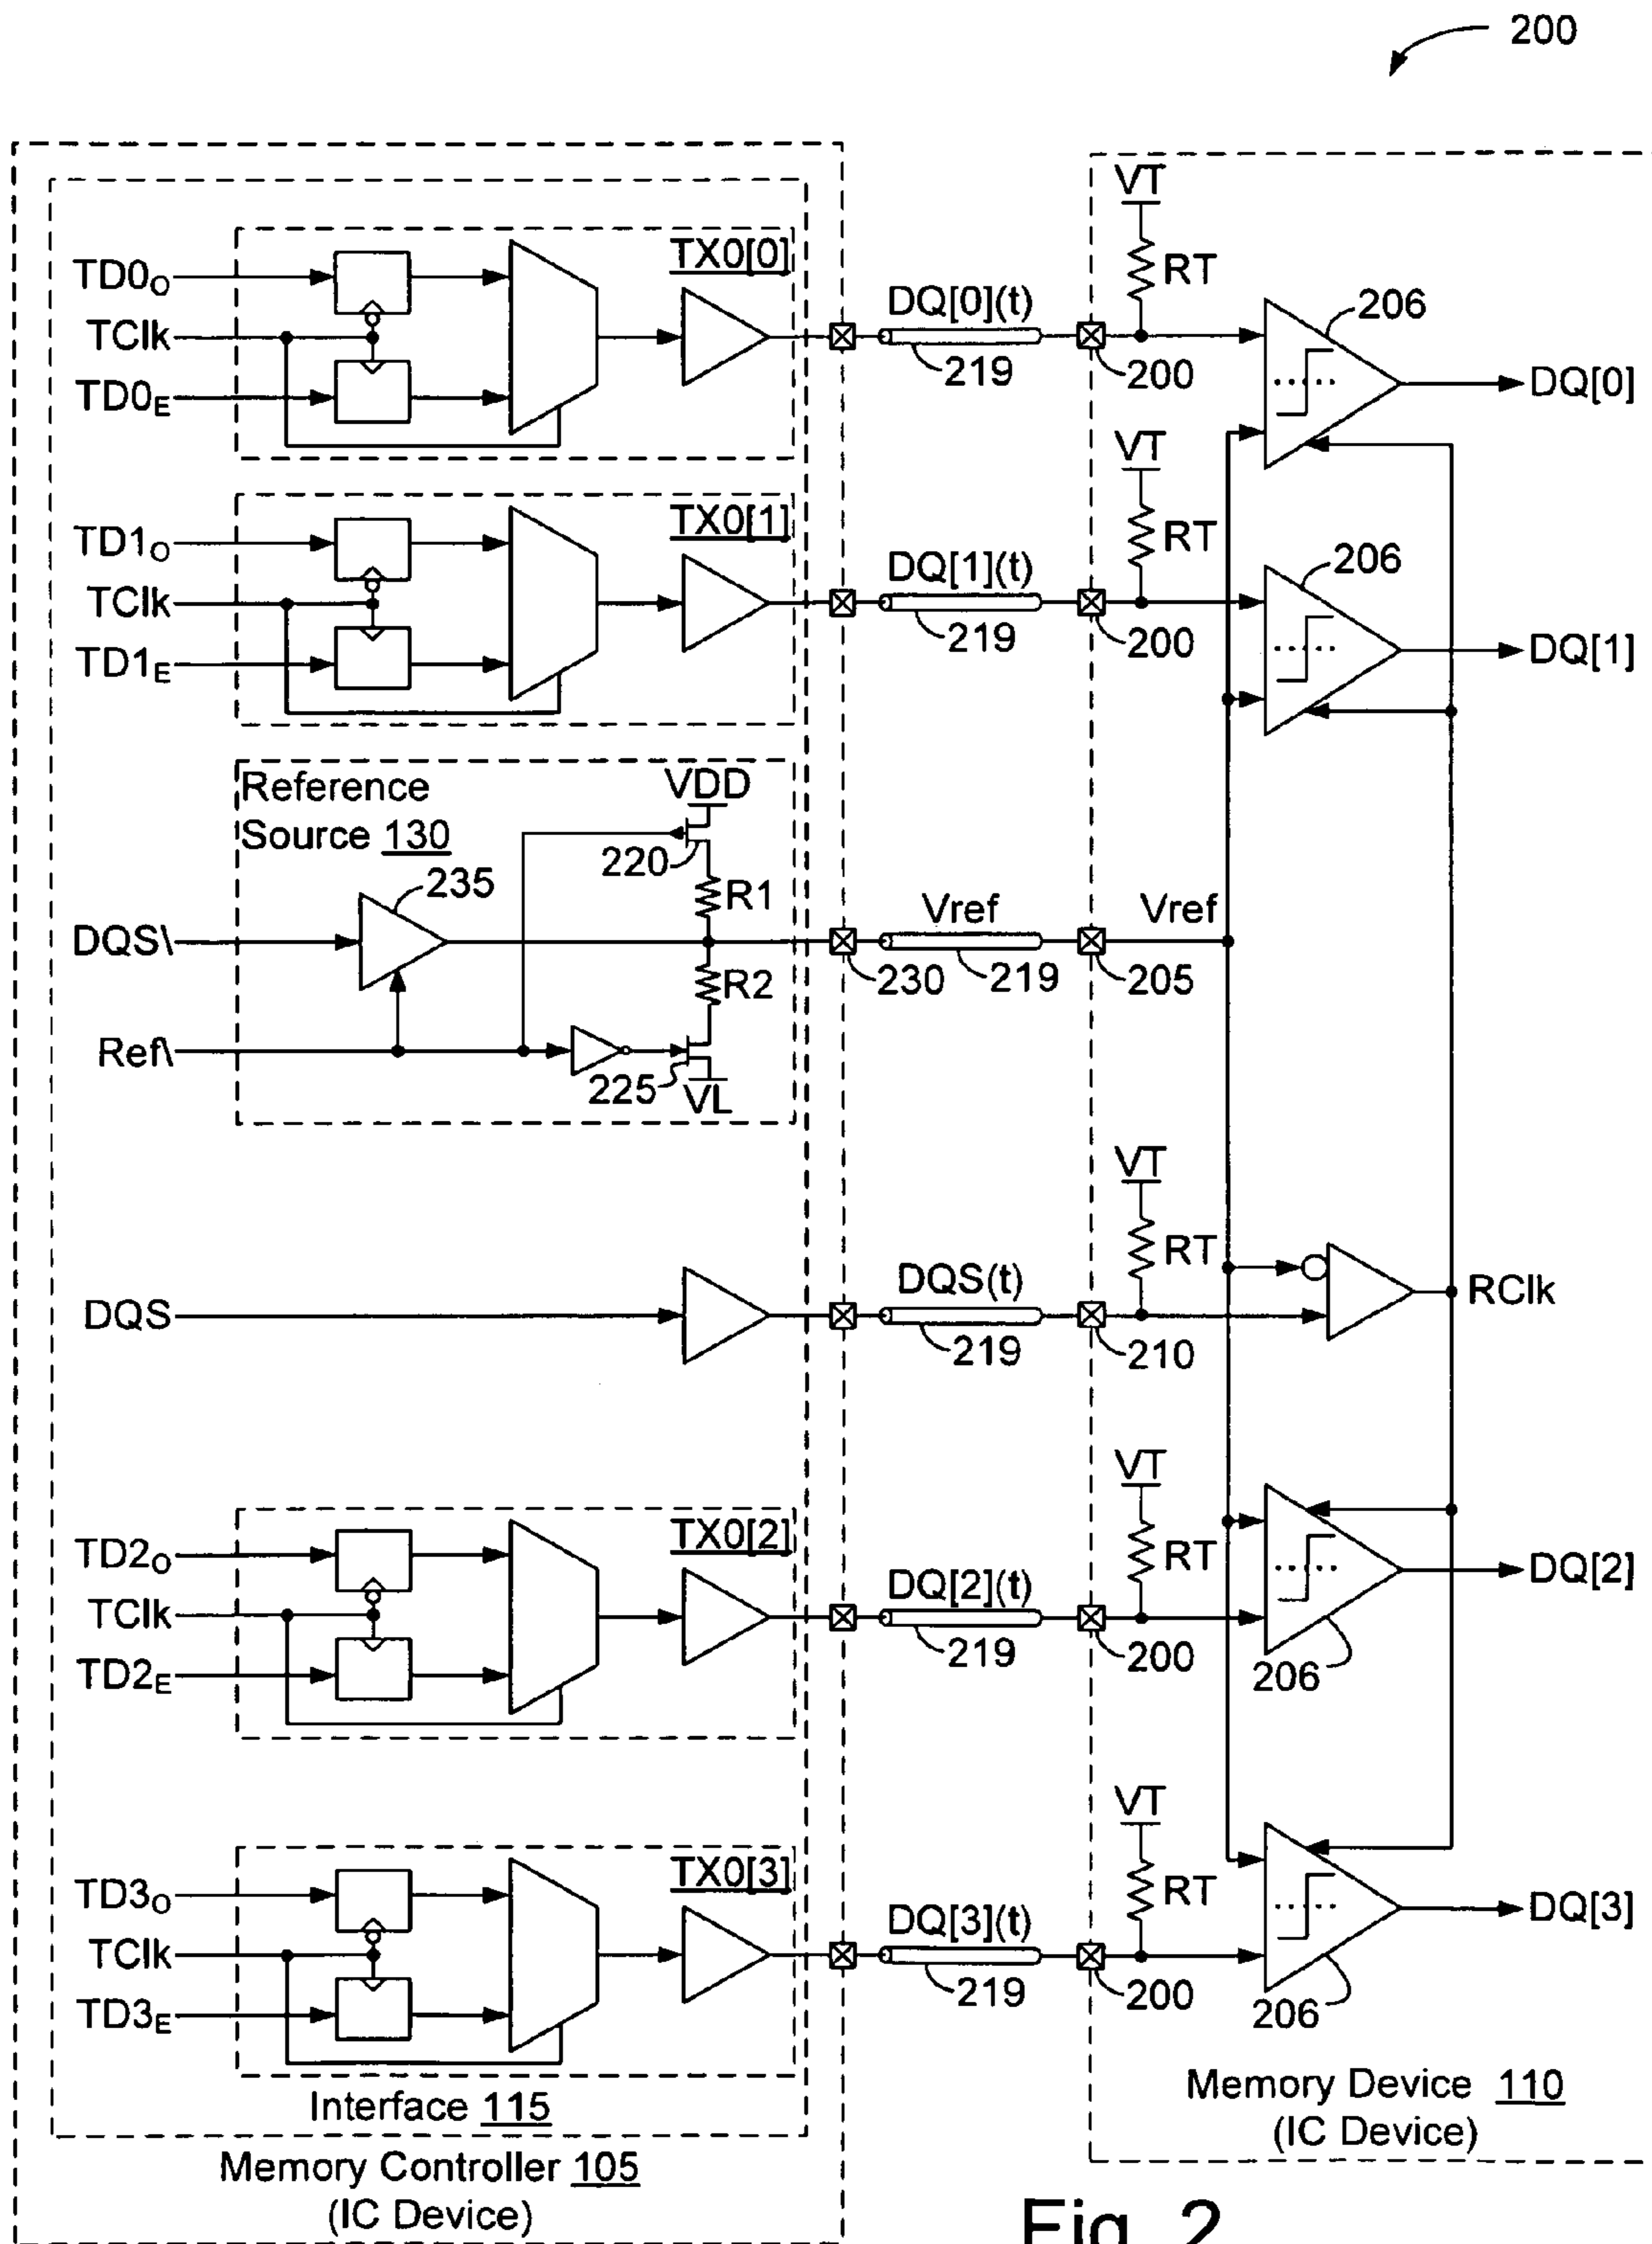 200
VT
TX0[0]
TD0O
RT
DQ[0](t)
206
TClk
219
200
DQ[0]
TD0E
VT
TX0[1]
TD1O
RT
DQ[1](t)
206
TClk
219
200
DQ[1]
TD1E
Reference
Source 130
VDD
220
235
R1
Vref
Vref
DQS\
230
219
205
R2
Ref\
225
VL
VT
RT
DQS(t)
RClk
DQS
219
210
VT
TX0[2]
TD2O
RT
DQ[2](t)
DQ[2]
TClk
219
200
206
TD2E
VT
TX0[3]
TD3O
RT
DQ[3](t)
DQ[3]
TClk
219
200
206
TD3E
Interface 115
Memory Device 110
(IC Device)
Memory Controller 105
(IC Device)
Fig. 2